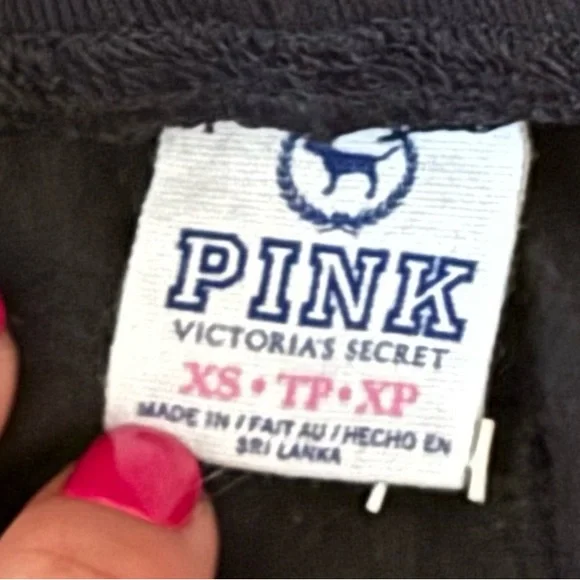 PINK
VICTORIA'S SECRET
XS • TP • XP
MADE IN / FAIT AU / HECHO EN
SRI LANKA